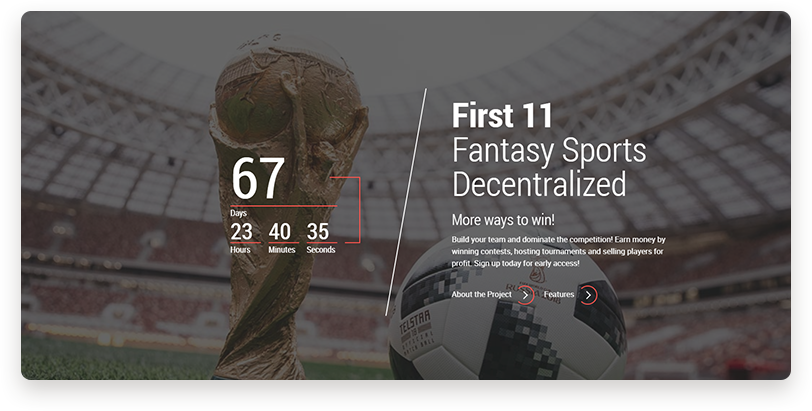 67
Days
23 40 35
Hours Minutes Seconds
First 11
Fantasy Sports
Decentralized
More ways to win!
Build your team and dominate the competition! Earn money by
winning contests, hosting tournaments and selling players for
profit. Sign up today for early access!
About the Project
Features
TELSTAR